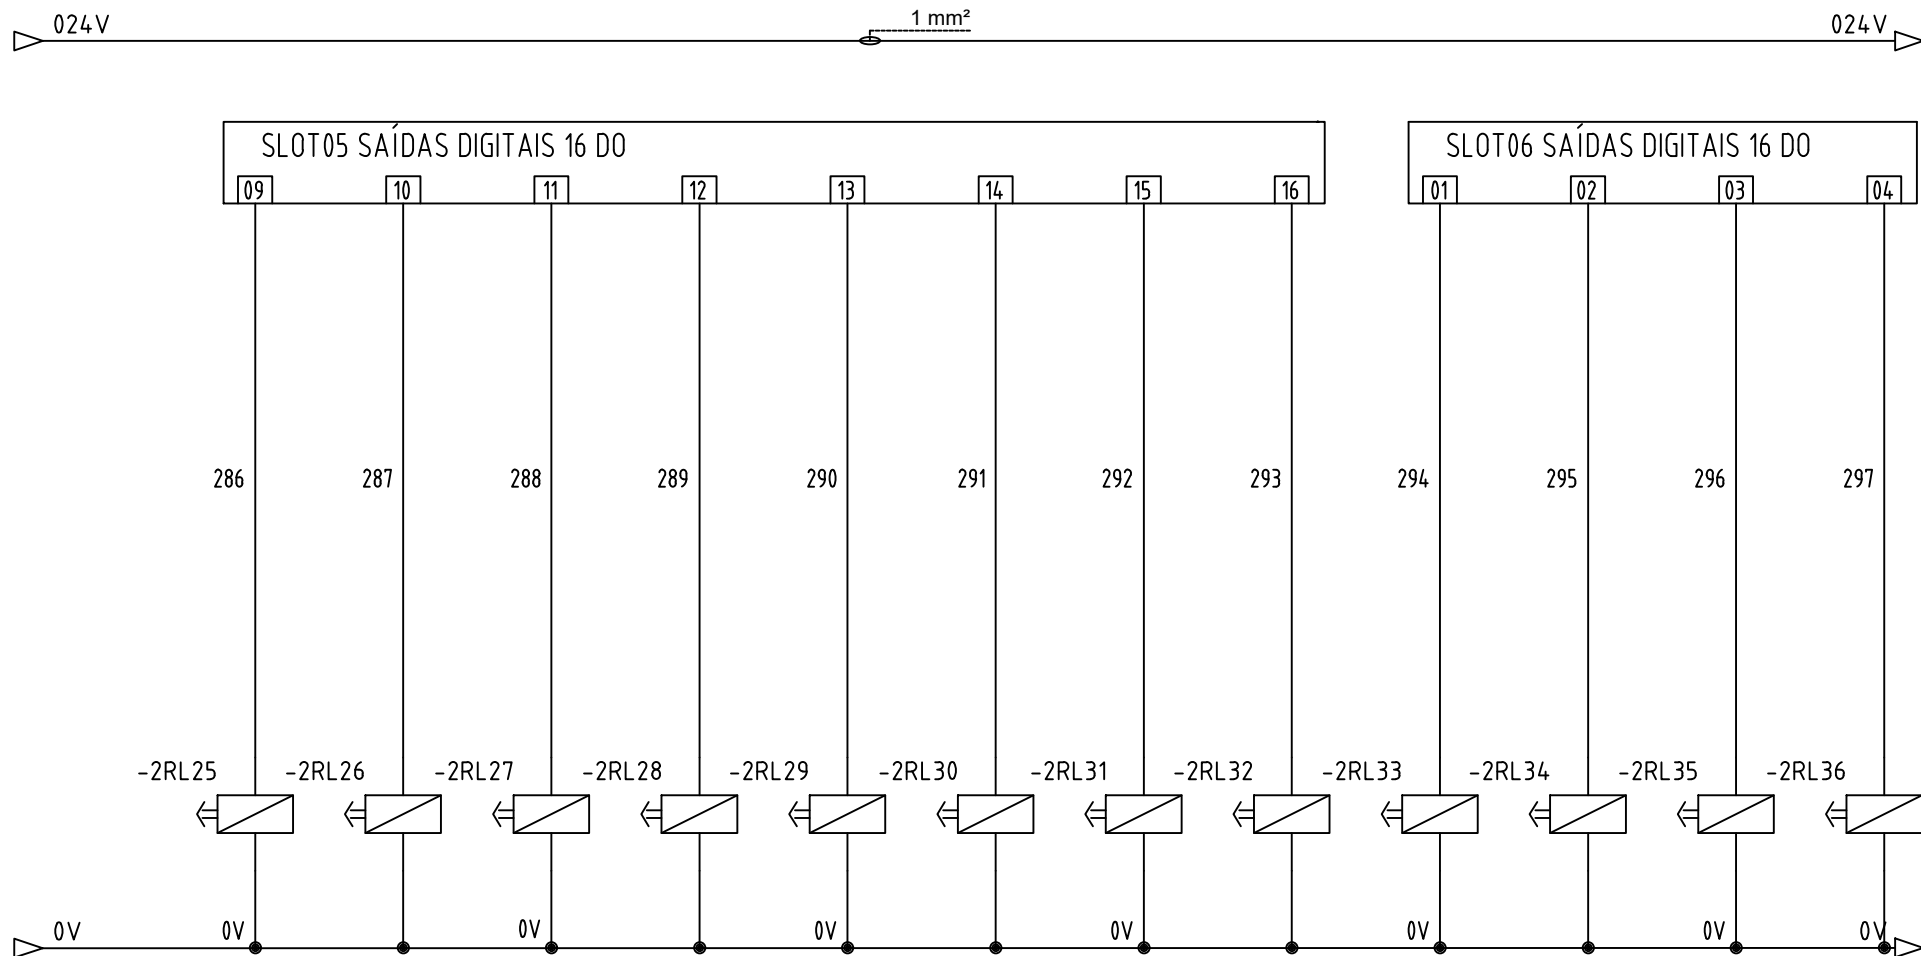 1 mm²
024V 024V
SLOT05 SAÍDAS DIGITAIS 16 DO SLOT06 SAÍDAS DIGITAIS 16 DO
09 10 11 12 13 14 15 16 01 02 03 04
286 287 288 289 290 291 292 293 294 295 296 297
-2RL25 -2RL26 -2RL27 -2RL28 -2RL29 -2RL30 -2RL31 -2RL32 -2RL33 -2RL34 -2RL35 -2RL36
0V 0V 0V 0V 0V 0V 0V 0V